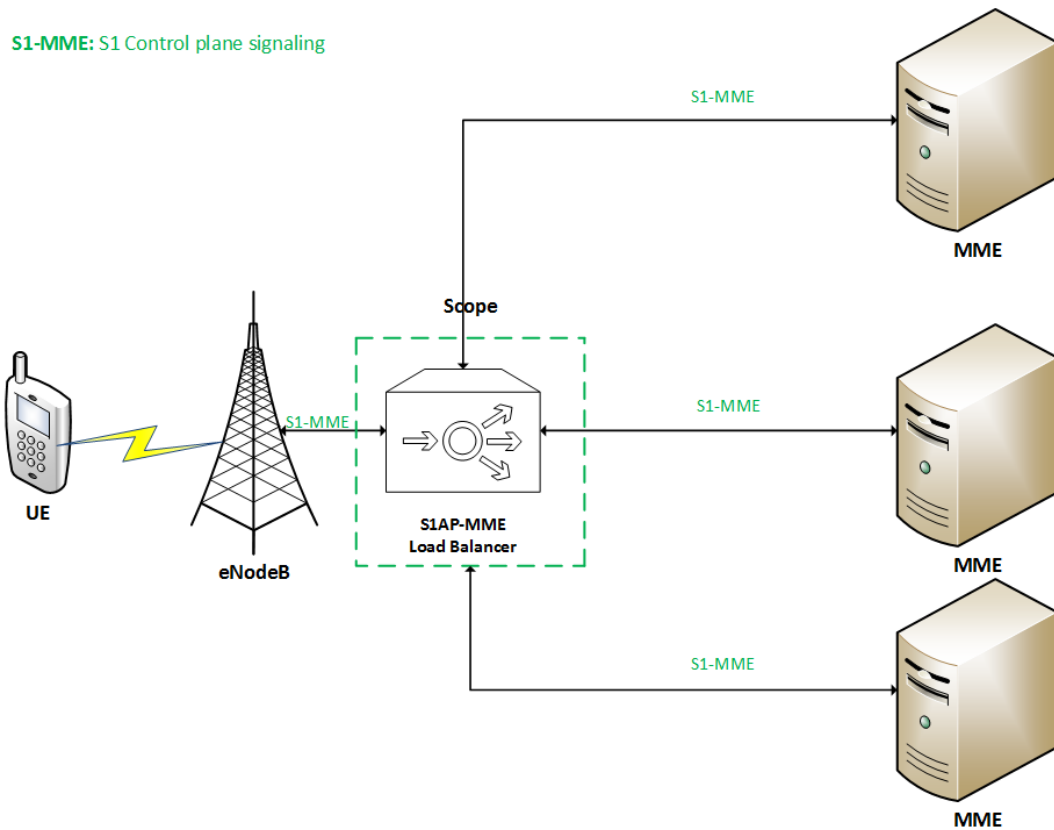 S1-MME: S1 Control plane signaling
S1-MME
MME
Scope
S1-MME
S1-MME
S1AP-MME
Load Balancer
UE
eNodeB
MME
S1-MME
MME